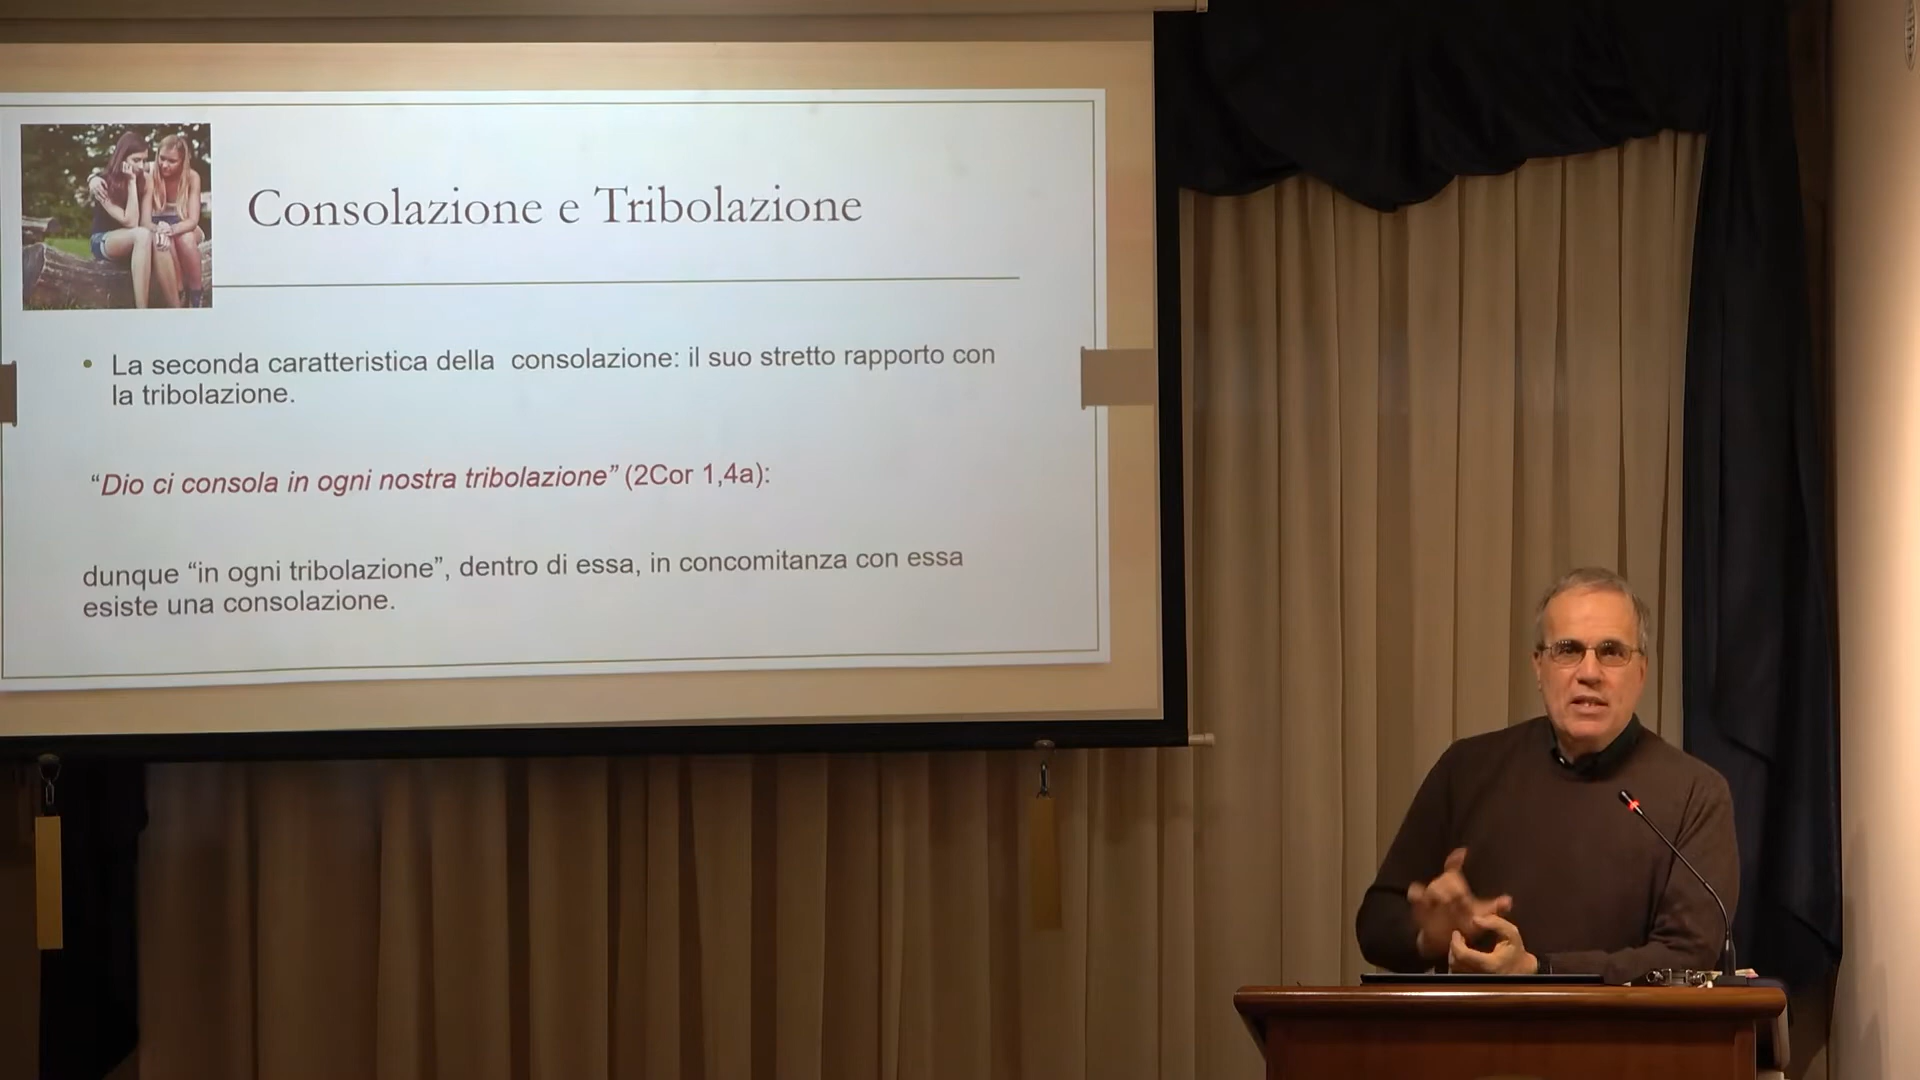 Consolazione e Tribolazione
• La seconda caratteristica della consolazione: il suo stretto rapporto con
la tribolazione.
“Dio ci consola in ogni nostra tribolazione” (2Cor 1,4a):
dunque “in ogni tribolazione”, dentro di essa, in concomitanza con essa
esiste una consolazione.